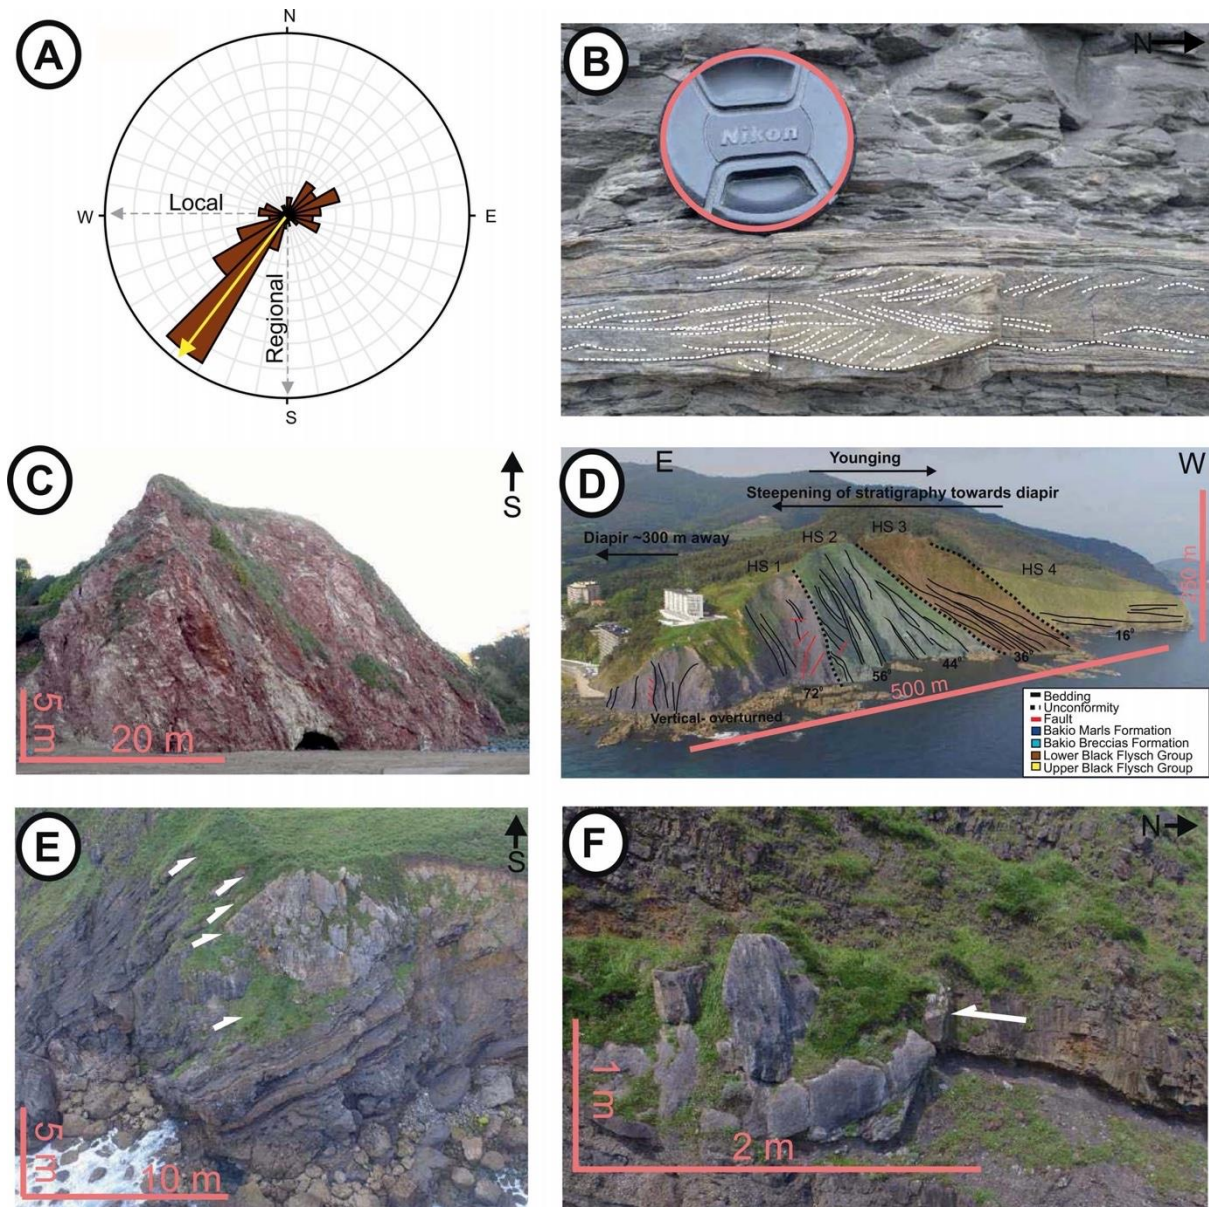 A
N
W
E
S
Local
Regional
B
N
Nikon
C
S
5 m
20 m
D
E
W
Younging
Steepening of stratigraphy towards diapir
Diapir ~300 m away
HS 1
HS 2
HS 3
HS 4
72°
56°
44°
36°
16°
Vertical- overturned
500 m
Bedding
Unconformity
Fault
Bakio Marls Formation
Bakio Breccias Formation
Lower Black Flysch Group
Upper Black Flysch Group
E
S
5 m
10 m
F
N
1 m
2 m